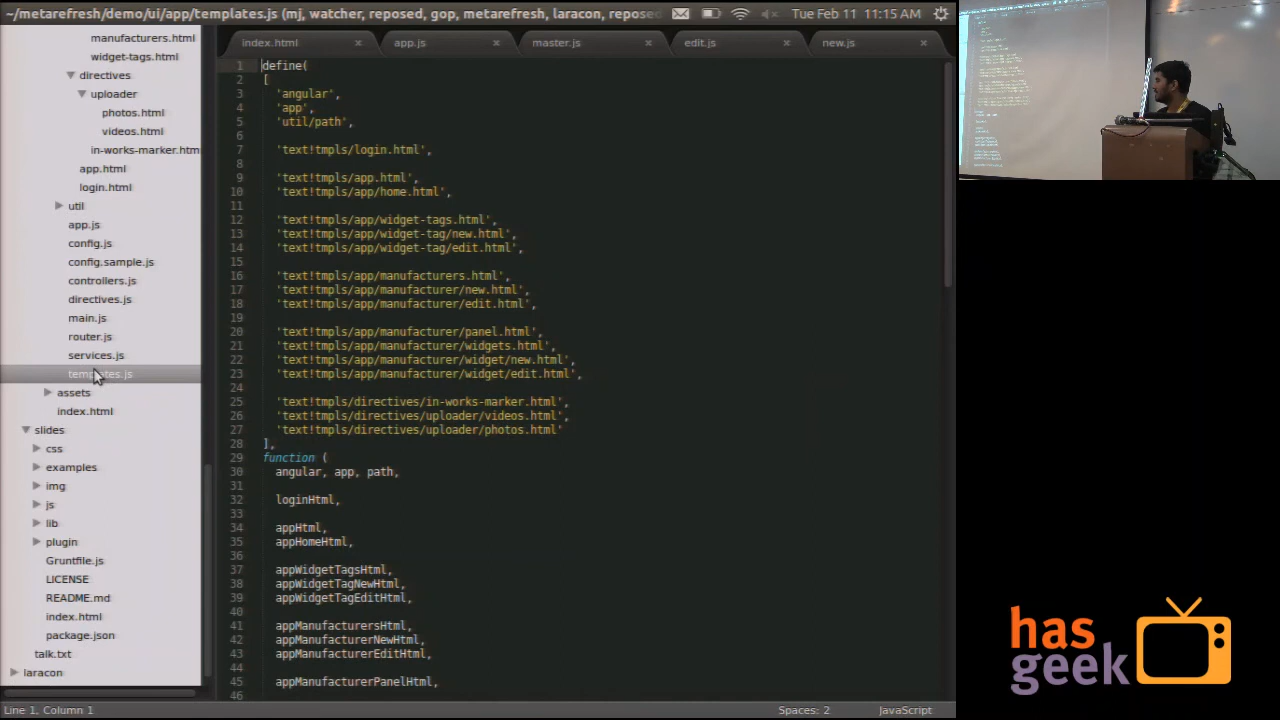 ~/metarefresh/demo/ui/app/templates.js (mj, watcher, reposed, gop, metarefresh, laracon, repose
Tue Feb 11 11:15 AM
manufacturers.html
widget-tags.html
directives
uploader
photos.html
videos.html
in-works-marker.htm
app.html
login.html
util
app.js
config.js
config.sample.js
controllers.js
directives.js
main.js
router.js
services.js
templates.js
assets
index.html
slides
css
examples
img
js
lib
plugin
Gruntfile.js
LICENSE
README.md
index.html
package.json
talk.txt
laracon
index.html
app.js
master.js
edit.js
new.js
1 define(
2 [
3 'angular',
4 'app',
5 'util/path',
6
7 'text!tmpls/login.html',
8
9 'text!tmpls/app.html',
10 'text!tmpls/app/home.html',
11
12 'text!tmpls/app/widget-tags.html',
13 'text!tmpls/app/widget-tag/new.html',
14 'text!tmpls/app/widget-tag/edit.html',
15
16 'text!tmpls/app/manufacturers.html',
17 'text!tmpls/app/manufacturer/new.html',
18 'text!tmpls/app/manufacturer/edit.html',
19
20 'text!tmpls/app/manufacturer/panel.html',
21 'text!tmpls/app/manufacturer/widgets.html',
22 'text!tmpls/app/manufacturer/widget/new.html',
23 'text!tmpls/app/manufacturer/widget/edit.html',
24
25 'text!tmpls/directives/in-works-marker.html',
26 'text!tmpls/directives/uploader/videos.html',
27 'text!tmpls/directives/uploader/photos.html'
28 ],
29 function (
30 angular, app, path,
31
32 loginHtml,
33
34 appHtml,
35 appHomeHtml,
36
37 appWidgetTagsHtml,
38 appWidgetTagNewHtml,
39 appWidgetTagEditHtml,
40
41 appManufacturersHtml,
42 appManufacturerNewHtml,
43 appManufacturerEditHtml,
44
45 appManufacturerPanelHtml,
46
Line 1, Column 1
Spaces: 2
JavaScript
has
geek